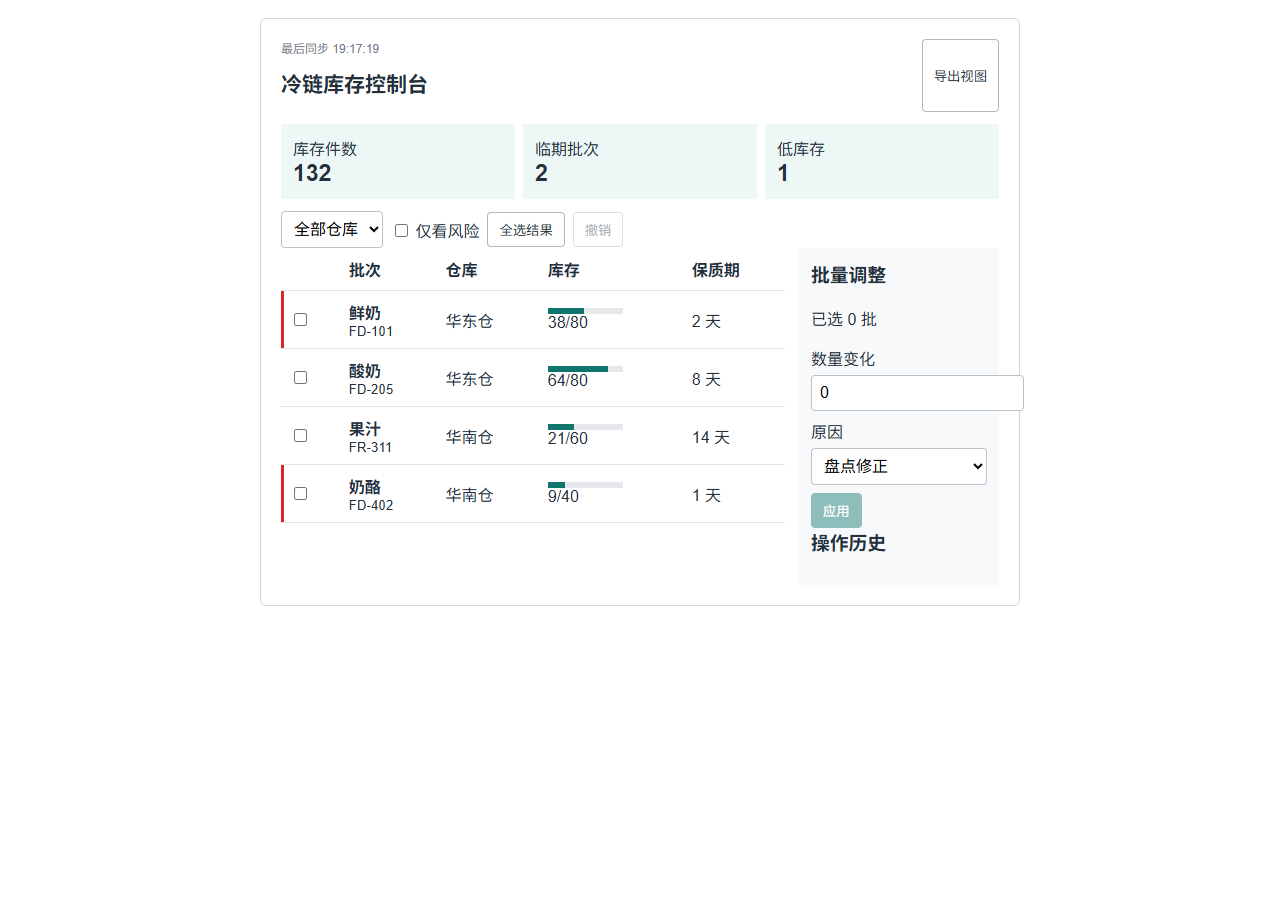 最后同步 19:17:19
冷链库存控制台
导出视图
库存件数
132
临期批次
2
低库存
1
全部仓库 仅看风险 全选结果 撤销
批次 仓库 库存 保质期
鲜奶
FD-101 华东仓 38/80 2 天
酸奶
FD-205 华东仓 64/80 8 天
果汁
FR-311 华南仓 21/60 14 天
奶酪
FD-402 华南仓 9/40 1 天
批量调整
已选 0 批
数量变化
0
原因
盘点修正
应用
操作历史